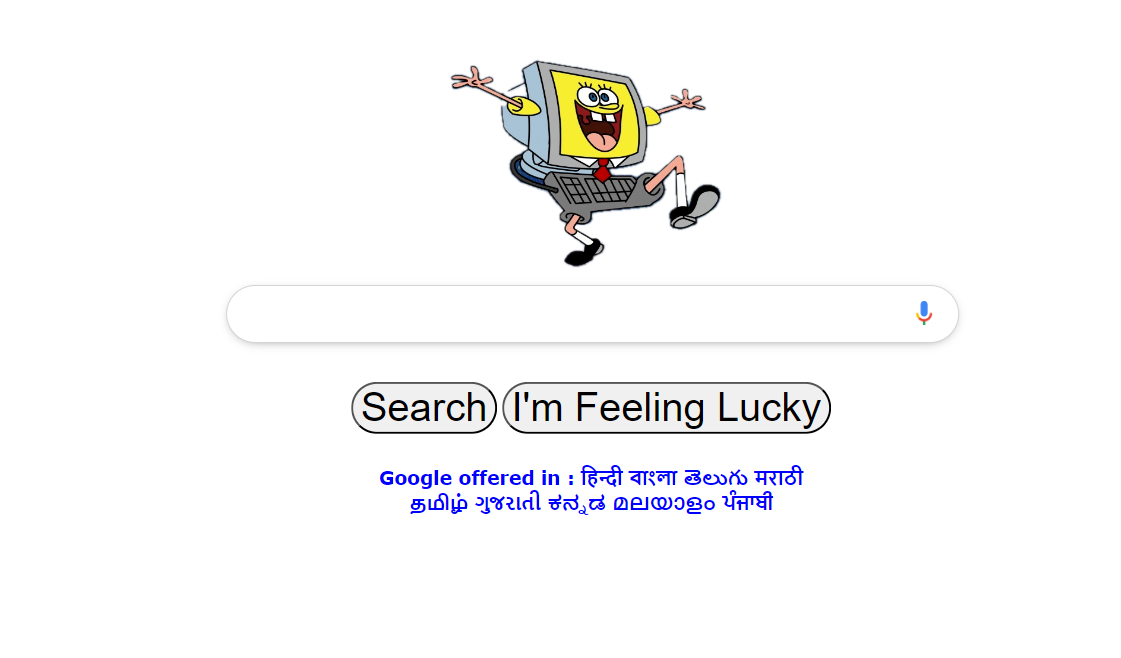 Search I'm Feeling Lucky
Google offered in : हिन्दी বাংলা తెలుగు मराठी
தமிழ் ગુજરાતી ಕನ್ನಡ മലയാളം ਪੰਜਾਬੀ